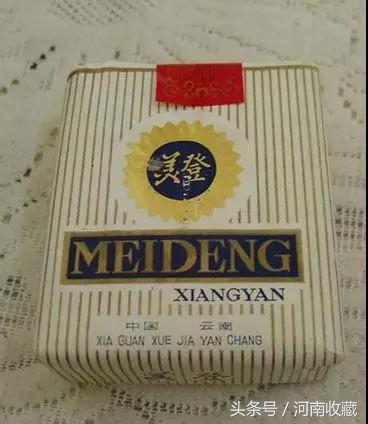 美登
MEIDENG
XIANGYAN
中国 云南
XIA GUAN XUE JIA YAN CHANG
头条号 / 河南收藏